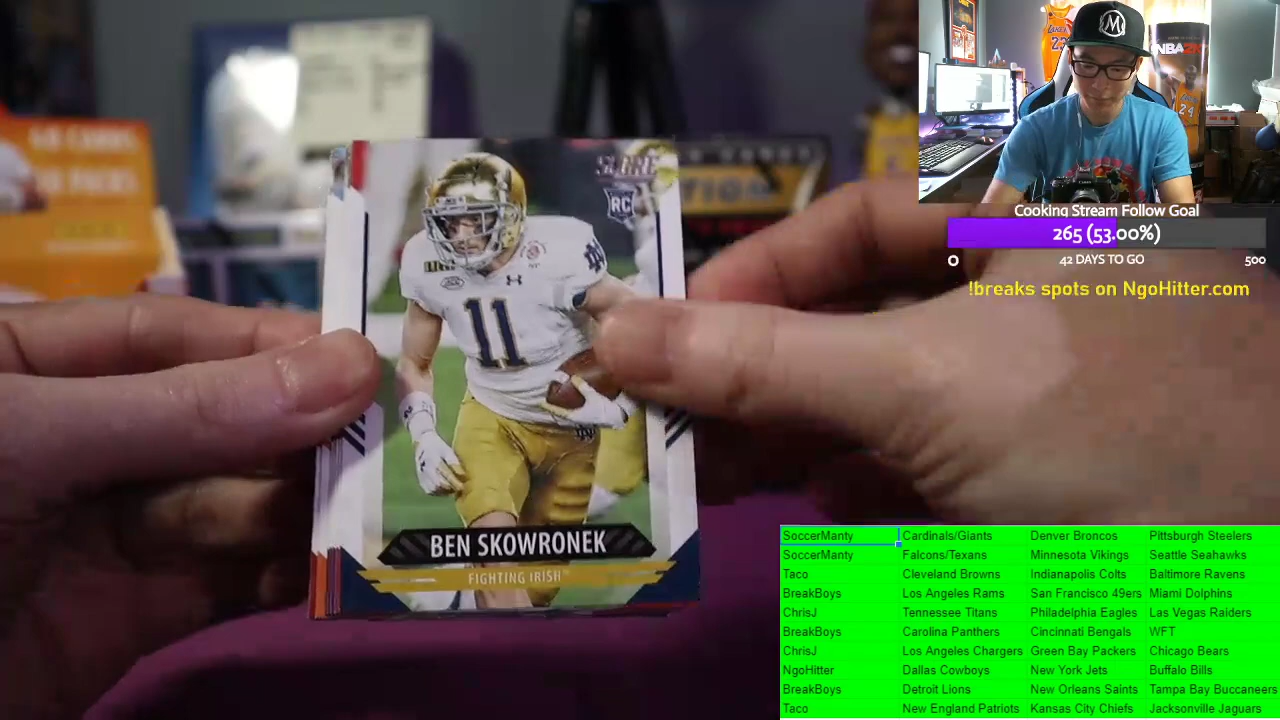 SCORE
RC
11
BEN SKOWRONEK
FIGHTING IRISH™
NBA2K
24
Cooking Stream Follow Goal
265 (53.00%)
0 42 DAYS TO GO 500
!breaks spots on NgoHitter.com
SoccerManty Cardinals/Giants Denver Broncos Pittsburgh Steelers
SoccerManty Falcons/Texans Minnesota Vikings Seattle Seahawks
Taco Cleveland Browns Indianapolis Colts Baltimore Ravens
BreakBoys Los Angeles Rams San Francisco 49ers Miami Dolphins
ChrisJ Tennessee Titans Philadelphia Eagles Las Vegas Raiders
BreakBoys Carolina Panthers Cincinnati Bengals WFT
ChrisJ Los Angeles Chargers Green Bay Packers Chicago Bears
NgoHitter Dallas Cowboys New York Jets Buffalo Bills
BreakBoys Detroit Lions New Orleans Saints Tampa Bay Buccaneers
Taco New England Patriots Kansas City Chiefs Jacksonville Jaguars